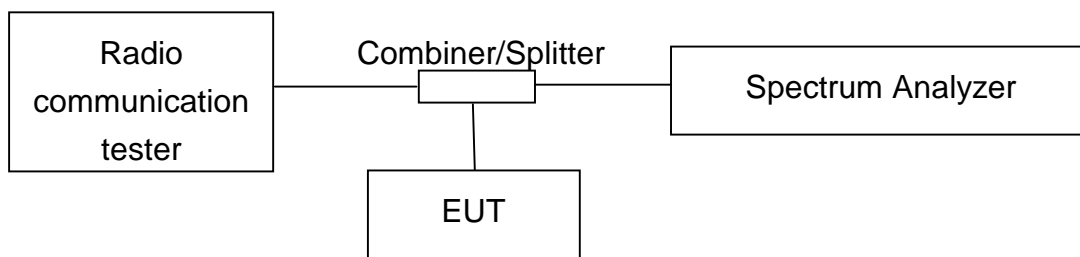 Radio
communication
tester
Combiner/Splitter
Spectrum Analyzer
EUT